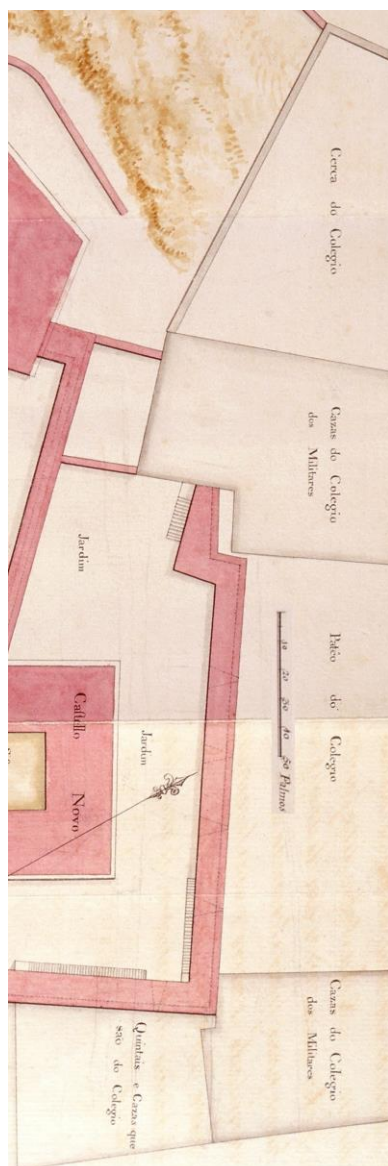 Cerca do Colegio
Cazas do Colegio
dos Militares
Jardim
Pateo do Colegio
10 20 30 40 50 Palmos
Castello Novo
Jardim
Cazas do Colegio
dos Militares
Quintais e Cazas que
são do Colegio